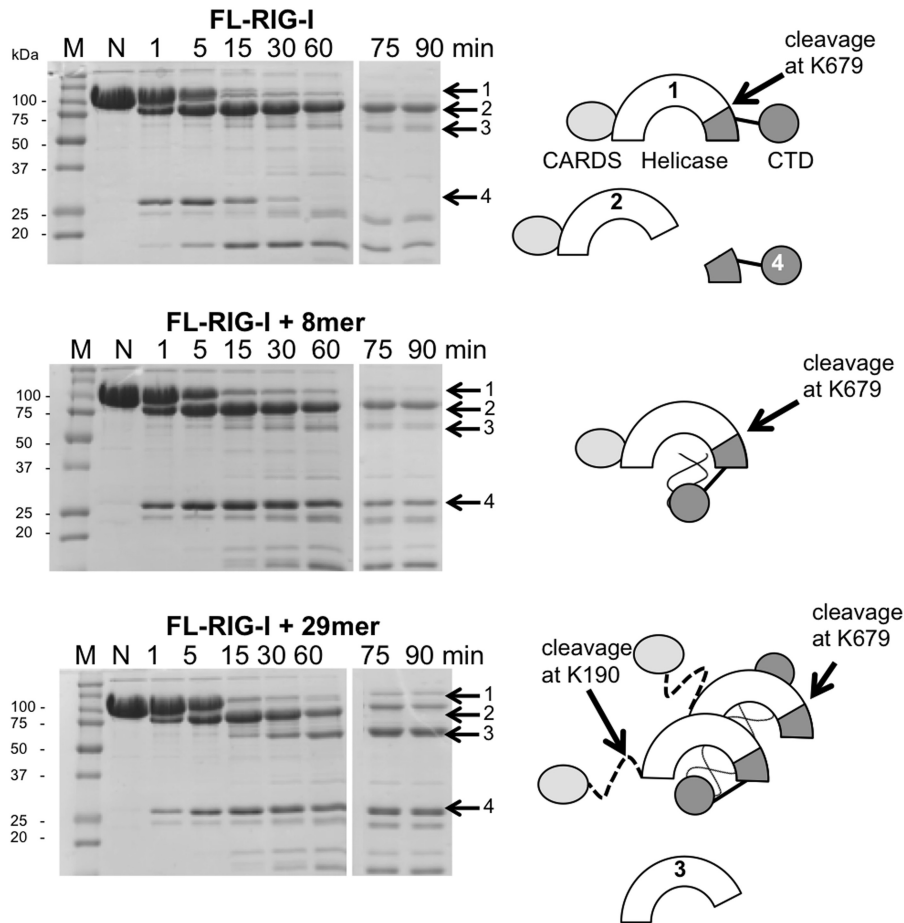 FL-RIG-I
kDa M N 1 5 15 30 60 75 90 min
100 -
75 -
50 -
37 -
25 -
20 -
1
2
3
4
cleavage
at K679
1
CARDS Helicase CTD
2
4
FL-RIG-I + 8mer
M N 1 5 15 30 60 75 90 min
100 -
75 -
50 -
37 -
25 -
20 -
1
2
3
4
cleavage
at K679
FL-RIG-I + 29mer
M N 1 5 15 30 60 75 90 min
100 -
75 -
50 -
37 -
25 -
20 -
1
2
3
4
cleavage
at K190
cleavage
at K679
3